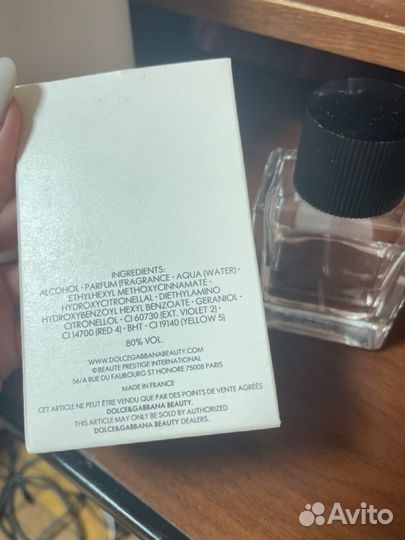 INGREDIENTS:
ALCOHOL • PARFUM (FRAGRANCE) • AQUA (WATER) •
ETHYLHEXYL METHOXYCINNAMATE •
HYDROXYCITRONELLAL • DIETHYLAMINO
HYDROXYBENZOYL HEXYL BENZOATE • GERANIOL •
CITRONELLOL • CI 60730 (EXT. VIOLET 2) •
CI 14700 (RED 4) • BHT • CI 19140 (YELLOW 5)
80% VOL.
WWW.DOLCEGABBANABEAUTY.COM
© BEAUTE PRESTIGE INTERNATIONAL
56/A RUE DU FAUBOURG ST HONORE 75008 PARIS
MADE IN FRANCE
CET ARTICLE NE PEUT ÊTRE VENDU QUE PAR DES POINTS DE VENTE AGRÉÉS
DOLCE&GABBANA BEAUTY.
THIS ARTICLE MAY ONLY BE SOLD BY AUTHORIZED
DOLCE&GABBANA BEAUTY DEALERS.
Avito